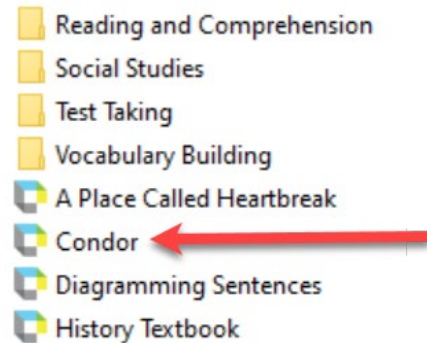 Reading and Comprehension
Social Studies
Test Taking
Vocabulary Building
A Place Called Heartbreak
Condor
Diagramming Sentences
History Textbook